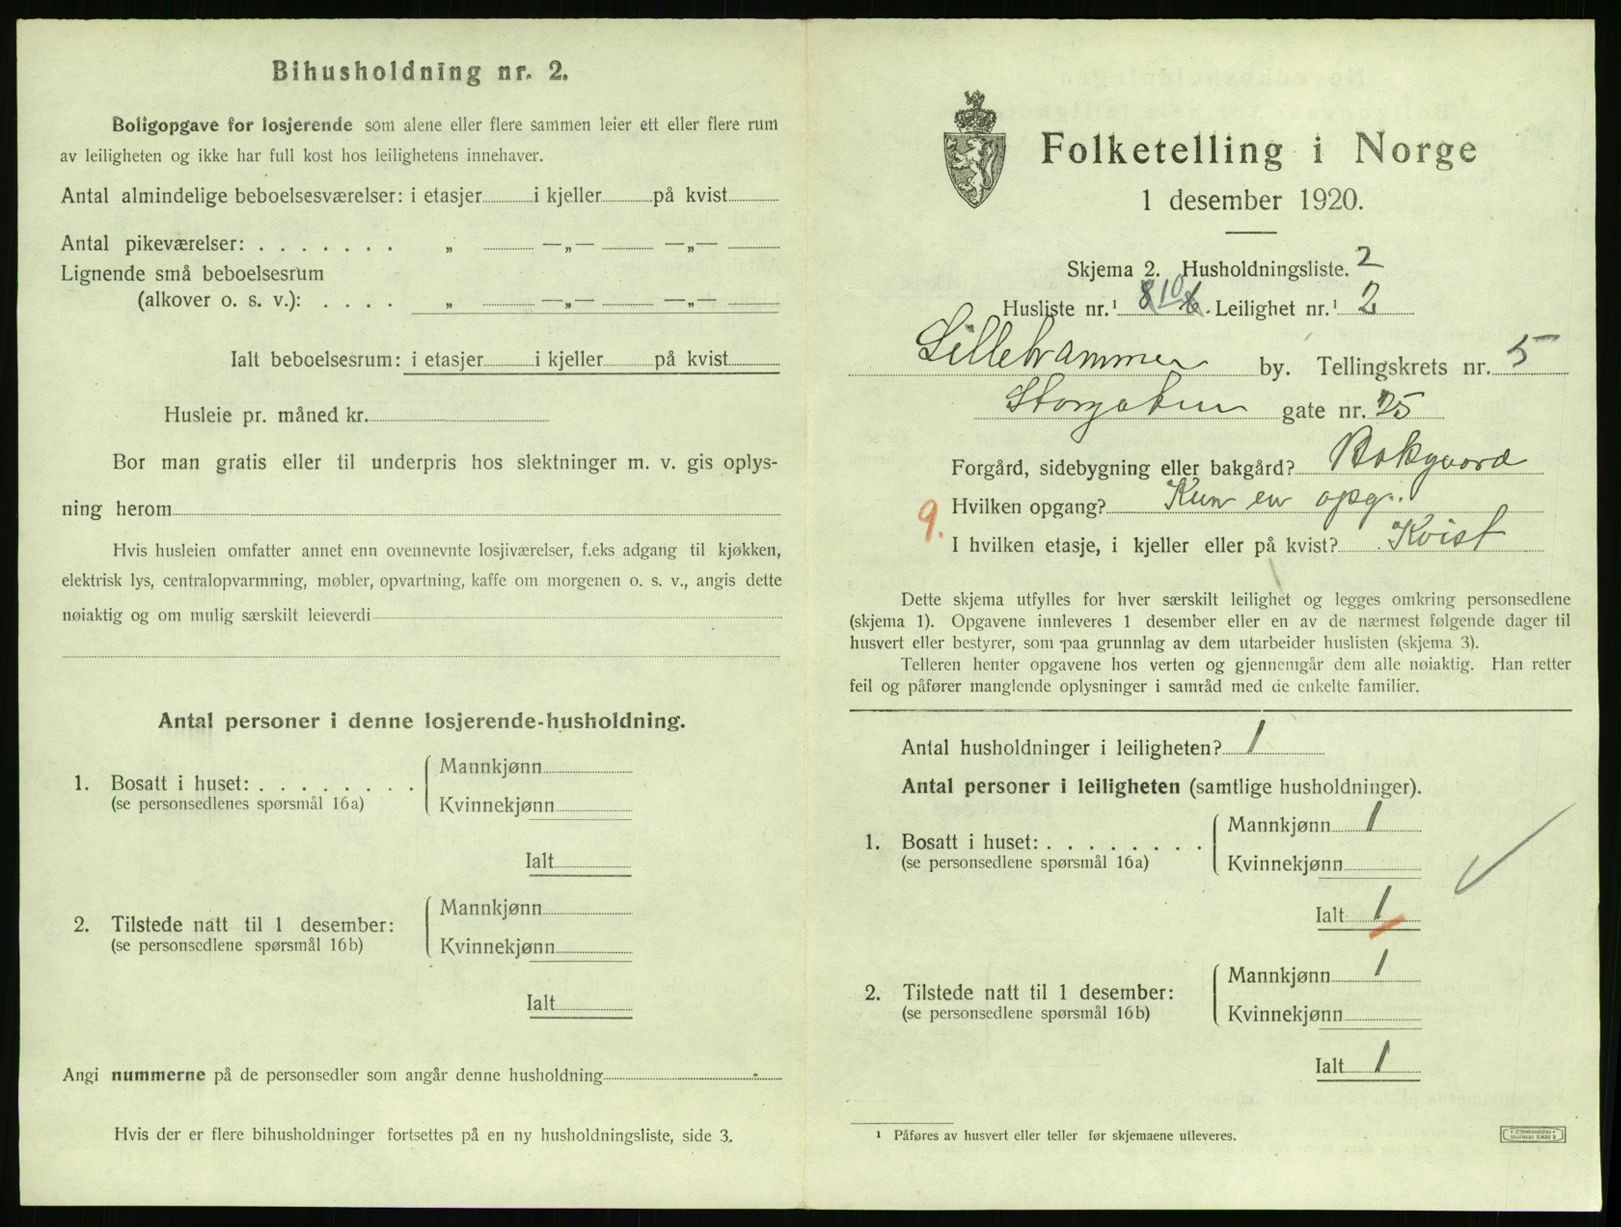 Bihusholdning nr. 2.
Boligopgave for losjerende som alene eller flere sammen leier ett eller flere rum
av leiligheten og ikke har full kost hos leilighetens innehaver.
Antal almindelige beboelsesværelser: i etasjer i kjeller på kvist
Antal pikeværelser: . . . . . . . „ —„— —„—
Lignende små beboelsesrum
(alkover o. s. v.): . . . . „ —„— —„—
Ialt beboelsesrum: i etasjer i kjeller på kvist
Husleie pr. måned kr.
Bor man gratis eller til underpris hos slektninger m. v. gis oplys-
ning herom
Hvis husleien omfatter annet enn ovennevnte losjiværelser, f.eks adgang til kjøkken,
elektrisk lys, centralopvarmning, møbler, opvartning, kaffe om morgenen o. s. v., angis dette
nøiaktig og om mulig særskilt leieverdi
Antal personer i denne losjerende-husholdning.
1. Bosatt i huset: . . . . . . . .
(se personsedlenes spørsmål 16a)
Mannkjønn
Kvinnekjønn
Ialt
2. Tilstede natt til 1 desember:
(se personsedlene spørsmål 16b)
Mannkjønn
Kvinnekjønn
Ialt
Angi nummerne på de personsedler som angår denne husholdning
Hvis der er flere bihusholdninger fortsettes på en ny husholdningsliste, side 3.
Folketelling i Norge
1 desember 1920.
Skjema 2. Husholdningsliste. 2
Husliste nr.¹ 8 10 b. Leilighet nr.¹ 2
Lillehammer by. Tellingskrets nr. 5
Storgaten gate nr. 25
Forgård, sidebygning eller bakgård? Bakgaard
Hvilken opgang? Kun en opg.
9.
I hvilken etasje, i kjeller eller på kvist? Kvist
Dette skjema utfylles for hver særskilt leilighet og legges omkring personsedlene
(skjema 1). Opgavene innleveres 1 desember eller en av de nærmest følgende dager til
husvert eller bestyrer, som paa grunnlag av dem utarbeider huslisten (skjema 3).
Telleren henter opgavene hos verten og gjennemgår dem alle nøiaktig. Han retter
feil og påfører manglende oplysninger i samråd med de enkelte familier.
Antal husholdninger i leiligheten? 1
Antal personer i leiligheten (samtlige husholdninger).
1. Bosatt i huset: . . . . . . . .
(se personsedlene spørsmål 16a)
Mannkjønn 1
Kvinnekjønn
Ialt 1
2. Tilstede natt til 1 desember:
(se personsedlene spørsmål 16b)
Mannkjønn 1
Kvinnekjønn
Ialt 1
¹ Påføres av husvert eller teller før skjemaene utleveres.